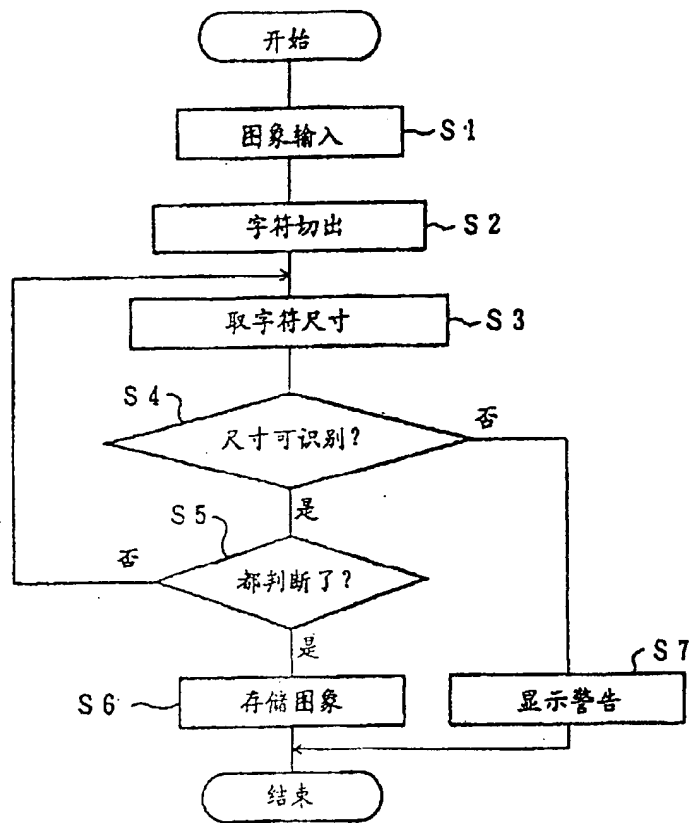 开始
图象输入
S1
字符切出
S2
取字符尺寸
S3
S4
尺寸可识别?
否
是
S5
否
都判断了?
是
S7
S6
存储图象
显示警告
结束